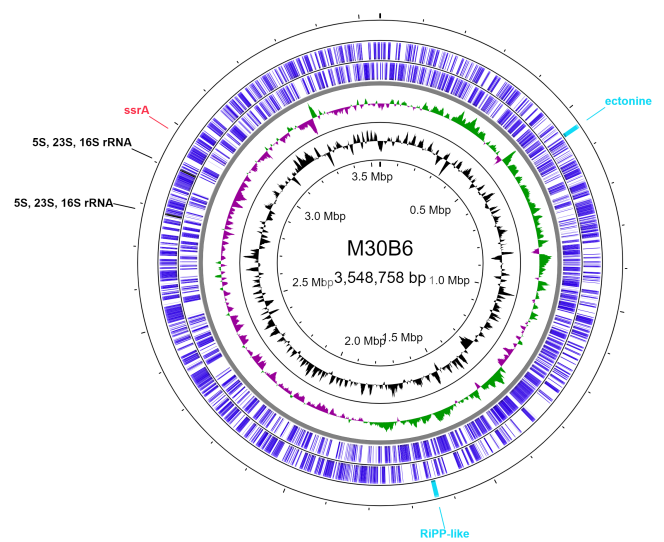 ectonine
ssrA
5S, 23S, 16S rRNA
3.5 Mbp
5S, 23S, 16S rRNA
3.0 Mbp
0.5 Mbp
M30B6
2.5 Mbp
3,548,758 bp
1.0 Mbp
2.0 Mbp
1.5 Mbp
RiPP-like